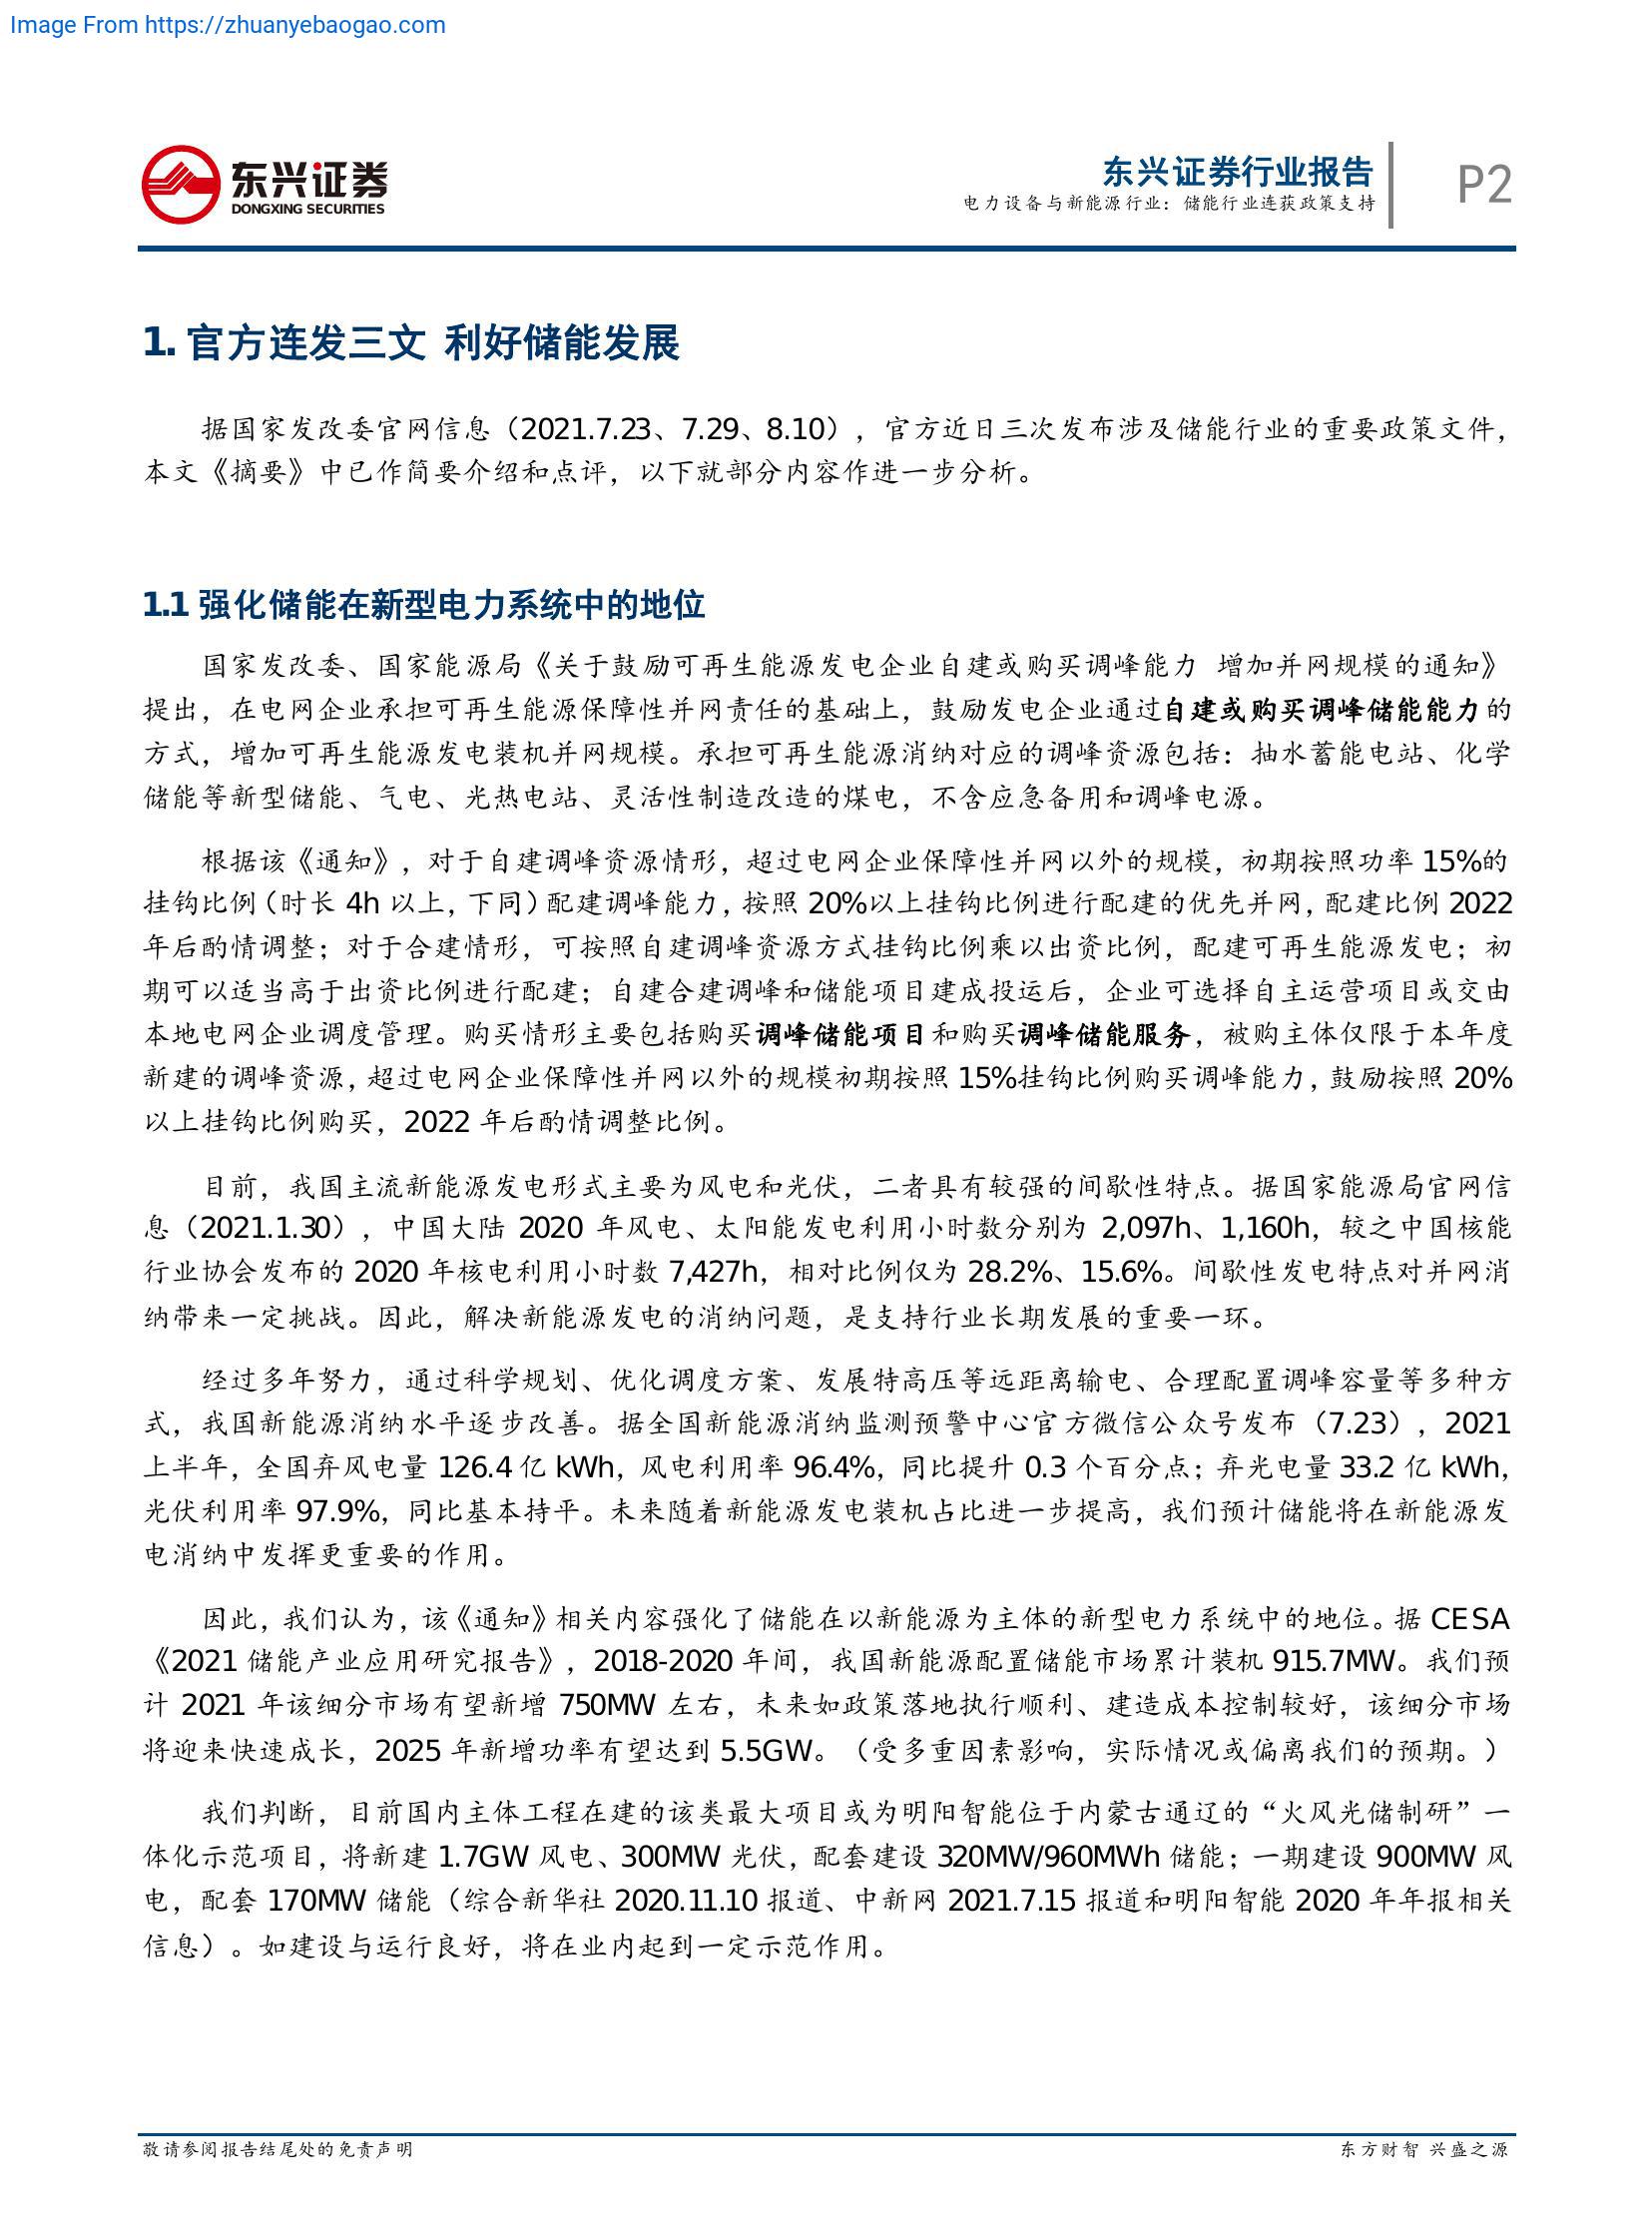 Image From https://zhuanyebaogao.com
东兴证券
DONGXING SECURITIES
东兴证券行业报告
电力设备与新能源行业：储能行业连获政策支持
P2
1. 官方连发三文 利好储能发展
据国家发改委官网信息（2021.7.23、7.29、8.10），官方近日三次发布涉及储能行业的重要政策文件，
本文《摘要》中已作简要介绍和点评，以下就部分内容作进一步分析。
1.1 强化储能在新型电力系统中的地位
国家发改委、国家能源局《关于鼓励可再生能源发电企业自建或购买调峰能力 增加并网规模的通知》
提出，在电网企业承担可再生能源保障性并网责任的基础上，鼓励发电企业通过自建或购买调峰储能能力的
方式，增加可再生能源发电装机并网规模。承担可再生能源消纳对应的调峰资源包括：抽水蓄能电站、化学
储能等新型储能、气电、光热电站、灵活性制造改造的煤电，不含应急备用和调峰电源。
根据该《通知》，对于自建调峰资源情形，超过电网企业保障性并网以外的规模，初期按照功率 15%的
挂钩比例（时长 4h 以上，下同）配建调峰能力，按照 20%以上挂钩比例进行配建的优先并网，配建比例 2022
年后酌情调整；对于合建情形，可按照自建调峰资源方式挂钩比例乘以出资比例，配建可再生能源发电；初
期可以适当高于出资比例进行配建；自建合建调峰和储能项目建成投运后，企业可选择自主运营项目或交由
本地电网企业调度管理。购买情形主要包括购买调峰储能项目和购买调峰储能服务，被购主体仅限于本年度
新建的调峰资源，超过电网企业保障性并网以外的规模初期按照 15%挂钩比例购买调峰能力，鼓励按照 20%
以上挂钩比例购买，2022 年后酌情调整比例。
目前，我国主流新能源发电形式主要为风电和光伏，二者具有较强的间歇性特点。据国家能源局官网信
息（2021.1.30），中国大陆 2020 年风电、太阳能发电利用小时数分别为 2,097h、1,160h，较之中国核能
行业协会发布的 2020 年核电利用小时数 7,427h，相对比例仅为 28.2%、15.6%。间歇性发电特点对并网消
纳带来一定挑战。因此，解决新能源发电的消纳问题，是支持行业长期发展的重要一环。
经过多年努力，通过科学规划、优化调度方案、发展特高压等远距离输电、合理配置调峰容量等多种方
式，我国新能源消纳水平逐步改善。据全国新能源消纳监测预警中心官方微信公众号发布（7.23），2021
上半年，全国弃风电量 126.4 亿 kWh，风电利用率 96.4%，同比提升 0.3 个百分点；弃光电量 33.2 亿 kWh，
光伏利用率 97.9%，同比基本持平。未来随着新能源发电装机占比进一步提高，我们预计储能将在新能源发
电消纳中发挥更重要的作用。
因此，我们认为，该《通知》相关内容强化了储能在以新能源为主体的新型电力系统中的地位。据 CESA
《2021 储能产业应用研究报告》，2018-2020 年间，我国新能源配置储能市场累计装机 915.7MW。我们预
计 2021 年该细分市场有望新增 750MW 左右，未来如政策落地执行顺利、建造成本控制较好，该细分市场
将迎来快速成长，2025 年新增功率有望达到 5.5GW。（受多重因素影响，实际情况或偏离我们的预期。）
我们判断，目前国内主体工程在建的该类最大项目或为明阳智能位于内蒙古通辽的“火风光储制研”一
体化示范项目，将新建 1.7GW 风电、300MW 光伏，配套建设 320MW/960MWh 储能；一期建设 900MW 风
电，配套 170MW 储能（综合新华社 2020.11.10 报道、中新网 2021.7.15 报道和明阳智能 2020 年年报相关
信息）。如建设与运行良好，将在业内起到一定示范作用。
敬请参阅报告结尾处的免责声明
东方财智 兴盛之源